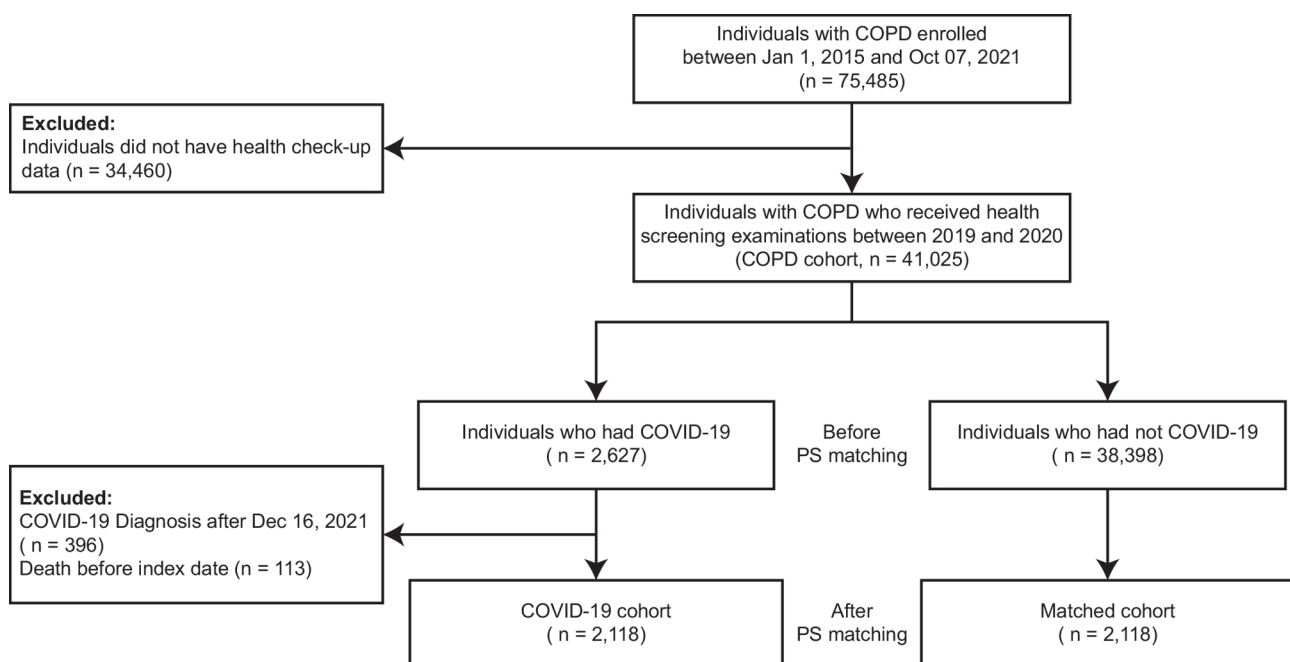 Individuals with COPD enrolled
between Jan 1, 2015 and Oct 07, 2021
(n = 75,485)
Excluded:
Individuals did not have health check-up
data (n = 34,460)
Individuals with COPD who received health
screening examinations between 2019 and 2020
(COPD cohort, n = 41,025)
Individuals who had COVID-19
( n = 2,627)
Before
PS matching
Individuals who had not COVID-19
( n = 38,398)
Excluded:
COVID-19 Diagnosis after Dec 16, 2021
( n = 396)
Death before index date (n = 113)
COVID-19 cohort
( n = 2,118)
After
PS matching
Matched cohort
( n = 2,118)